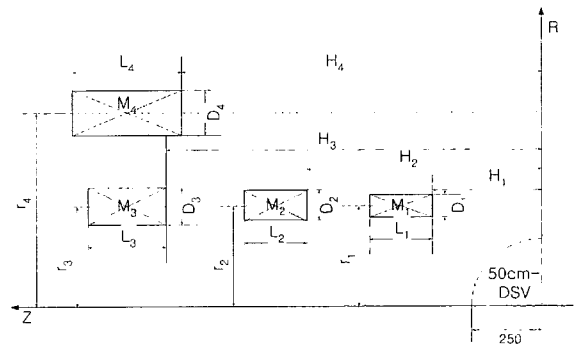 R
L₄
H₄
M₄
D₄
H₃
H₂
H₁
M₃
D₃
M₂
D₂
M₁
D₁
r₄
L₃
L₂
L₁
r₃
r₂
r₁
50cm-
DSV
Z
250